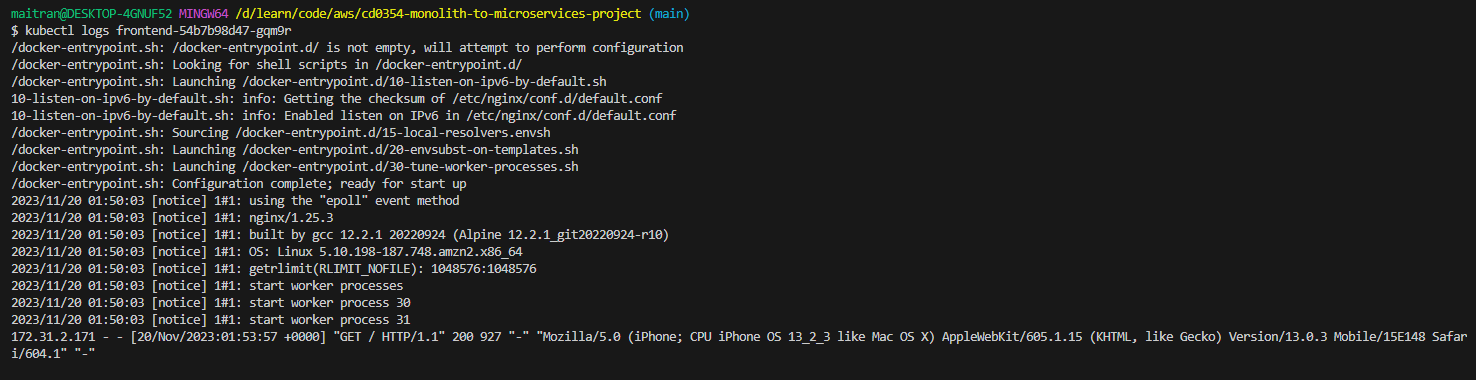 maitran@DESKTOP-4GNUF52 MINGW64 /d/learn/code/aws/cd0354-monolith-to-microservices-project (main)
$ kubectl logs frontend-54b7b98d47-gqm9r
/docker-entrypoint.sh: /docker-entrypoint.d/ is not empty, will attempt to perform configuration
/docker-entrypoint.sh: Looking for shell scripts in /docker-entrypoint.d/
/docker-entrypoint.sh: Launching /docker-entrypoint.d/10-listen-on-ipv6-by-default.sh
10-listen-on-ipv6-by-default.sh: info: Getting the checksum of /etc/nginx/conf.d/default.conf
10-listen-on-ipv6-by-default.sh: info: Enabled listen on IPv6 in /etc/nginx/conf.d/default.conf
/docker-entrypoint.sh: Sourcing /docker-entrypoint.d/15-local-resolvers.envsh
/docker-entrypoint.sh: Launching /docker-entrypoint.d/20-envsubst-on-templates.sh
/docker-entrypoint.sh: Launching /docker-entrypoint.d/30-tune-worker-processes.sh
/docker-entrypoint.sh: Configuration complete; ready for start up
2023/11/20 01:50:03 [notice] 1#1: using the "epoll" event method
2023/11/20 01:50:03 [notice] 1#1: nginx/1.25.3
2023/11/20 01:50:03 [notice] 1#1: built by gcc 12.2.1 20220924 (Alpine 12.2.1_git20220924-r10)
2023/11/20 01:50:03 [notice] 1#1: OS: Linux 5.10.198-187.748.amzn2.x86_64
2023/11/20 01:50:03 [notice] 1#1: getrlimit(RLIMIT_NOFILE): 1048576:1048576
2023/11/20 01:50:03 [notice] 1#1: start worker processes
2023/11/20 01:50:03 [notice] 1#1: start worker process 30
2023/11/20 01:50:03 [notice] 1#1: start worker process 31
172.31.2.171 - - [20/Nov/2023:01:53:57 +0000] "GET / HTTP/1.1" 200 927 "-" "Mozilla/5.0 (iPhone; CPU iPhone OS 13_2_3 like Mac OS X) AppleWebKit/605.1.15 (KHTML, like Gecko) Version/13.0.3 Mobile/15E148 Safar
i/604.1" "-"